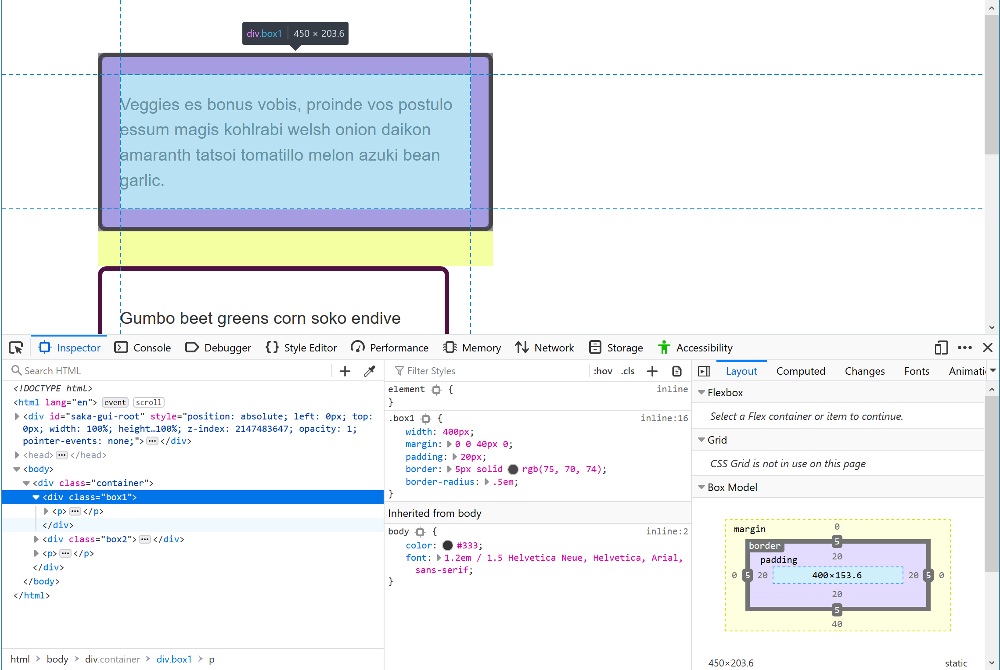 div.box1 450 × 203.6
Veggies es bonus vobis, proinde vos postulo
essum magis kohlrabi welsh onion daikon
amaranth tatsoi tomatillo melon azuki bean
garlic.
Gumbo beet greens corn soko endive
Inspector Console Debugger Style Editor Performance Memory Network Storage Accessibility
Search HTML
<!DOCTYPE html>
<html lang="en"> event scroll
<div id="saka-gui-root" style="position: absolute; left: 0px; top:
0px; width: 100%; height…100%; z-index: 2147483647; opacity: 1;
pointer-events: none;"> ••• </div>
<head> ••• </head>
<body>
<div class="container">
<div class="box1">
<p> ••• </p>
</div>
<div class="box2"> ••• </div>
<p> ••• </p>
</div>
</body>
</html>
html > body > div.container > div.box1 > p
Filter Styles :hov .cls
element { inline
}
.box1 { inline:16
width: 400px;
margin: 0 0 40px 0;
padding: 20px;
border: 5px solid rgb(75, 70, 74);
border-radius: .5em;
}
Inherited from body
body { inline:2
color: #333;
font: 1.2em / 1.5 Helvetica Neue, Helvetica, Arial,
sans-serif;
}
Layout Computed Changes Fonts Animati
Flexbox
Select a Flex container or item to continue.
Grid
CSS Grid is not in use on this page
Box Model
margin 0
5
border
20
padding
0 5 20 400×153.6 20 5 0
20
5
40
450×203.6 static